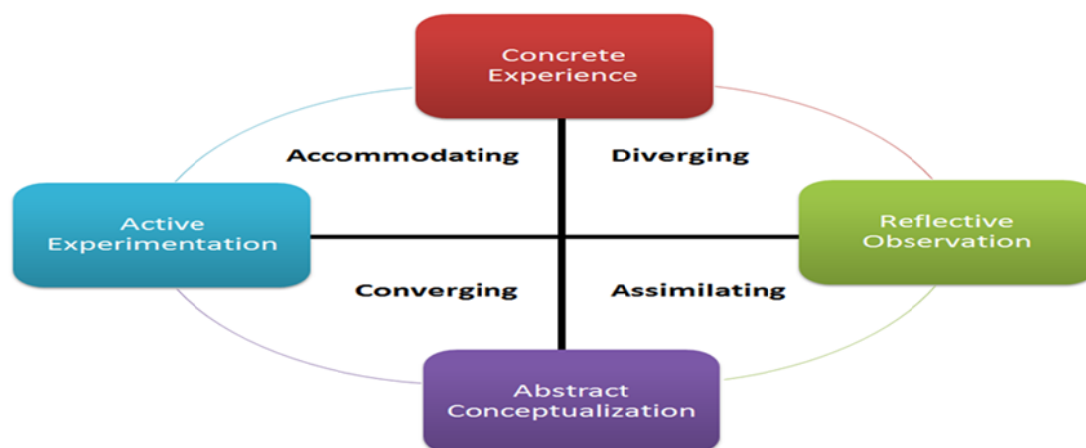 Concrete
Experience
Accommodating
Diverging
Active
Experimentation
Reflective
Observation
Converging
Assimilating
Abstract
Conceptualization